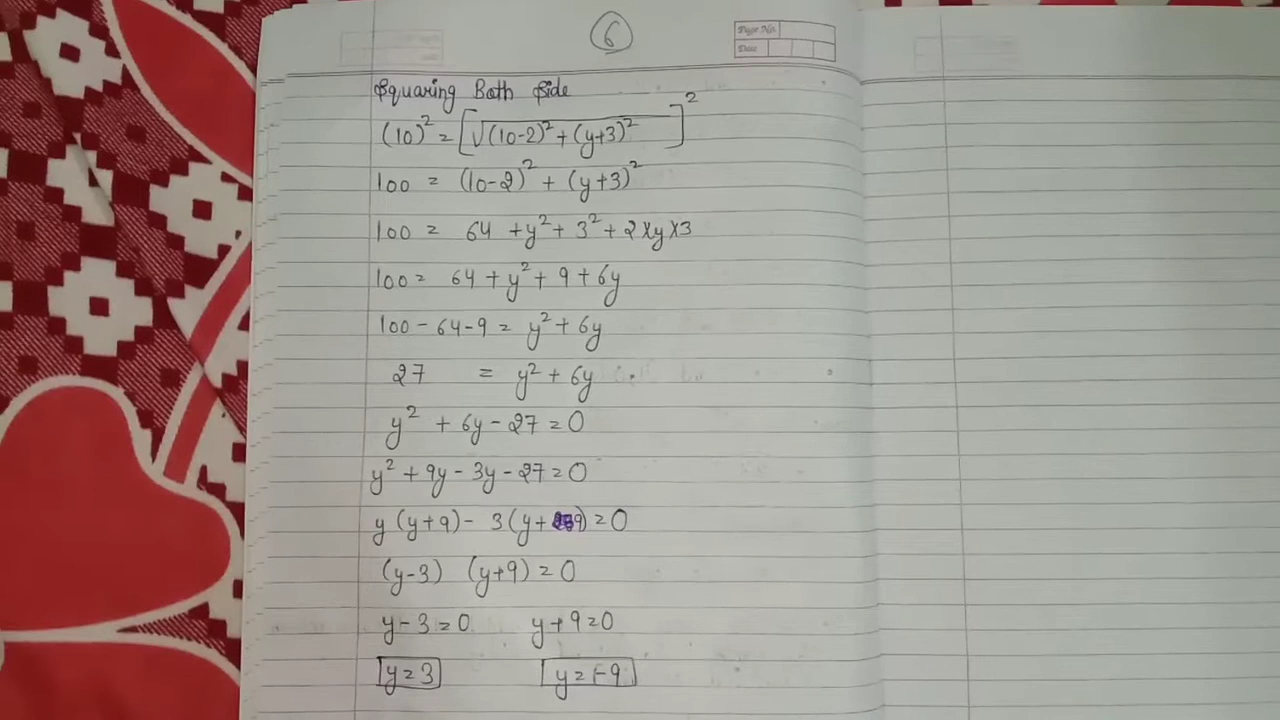 6
Page No.
Date
Squaring Both Side
(10)² = [√(10-2)² + (y+3)²]²
100 = (10-2)² + (y+3)²
100 = 64 + y² + 3² + 2×y×3
100 = 64 + y² + 9 + 6y
100 - 64 - 9 = y² + 6y
27 = y² + 6y
y² + 6y - 27 = 0
y² + 9y - 3y - 27 = 0
y (y+9) - 3 (y+9) = 0
(y-3) (y+9) = 0
y - 3 = 0 y + 9 = 0
y = 3 y = -9